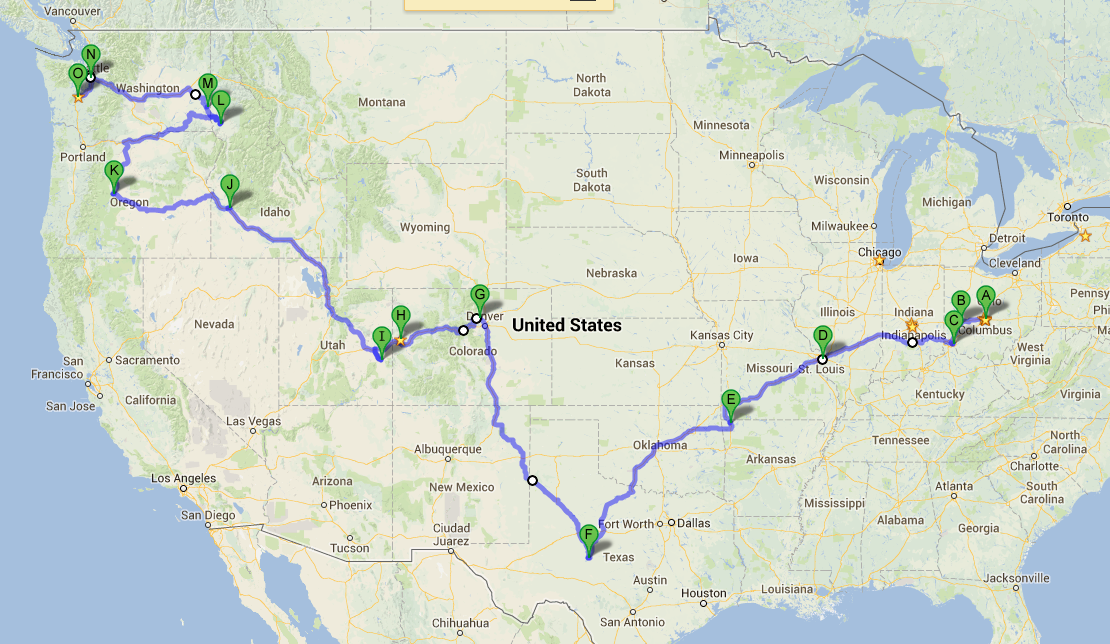 Vancouver
N
ttle
O
Washington
M
L
Montana
North
Dakota
Minnesota
Portland
K
Oregon
J
Idaho
Minneapolis
South
Dakota
Wisconsin
Michigan
Toronto
Wyoming
Milwaukee
Detroit
Chicago
Cleveland
Iowa
Nebraska
G
Denver
H
I
Nevada
Utah
Colorado
United States
Illinois
Indiana
B
A
io
Penns
C
D
Indianapolis
Columbus
San
Francisco
Sacramento
San Jose
California
Kansas City
Kansas
Missouri
St. Louis
West
Virginia
Kentucky
Virginia
E
Las Vegas
Albuquerque
Oklahoma
Arkansas
Tennessee
North
Carolina
Charlotte
Los Angeles
Arizona
New Mexico
Phoenix
San Diego
Mississippi
Atlanta
South
Carolina
Alabama
Georgia
Tucson
Ciudad
Juarez
F
Fort Worth
Dallas
Texas
Austin
Houston
Louisiana
Jacksonville
San Antonio
Chihuahua